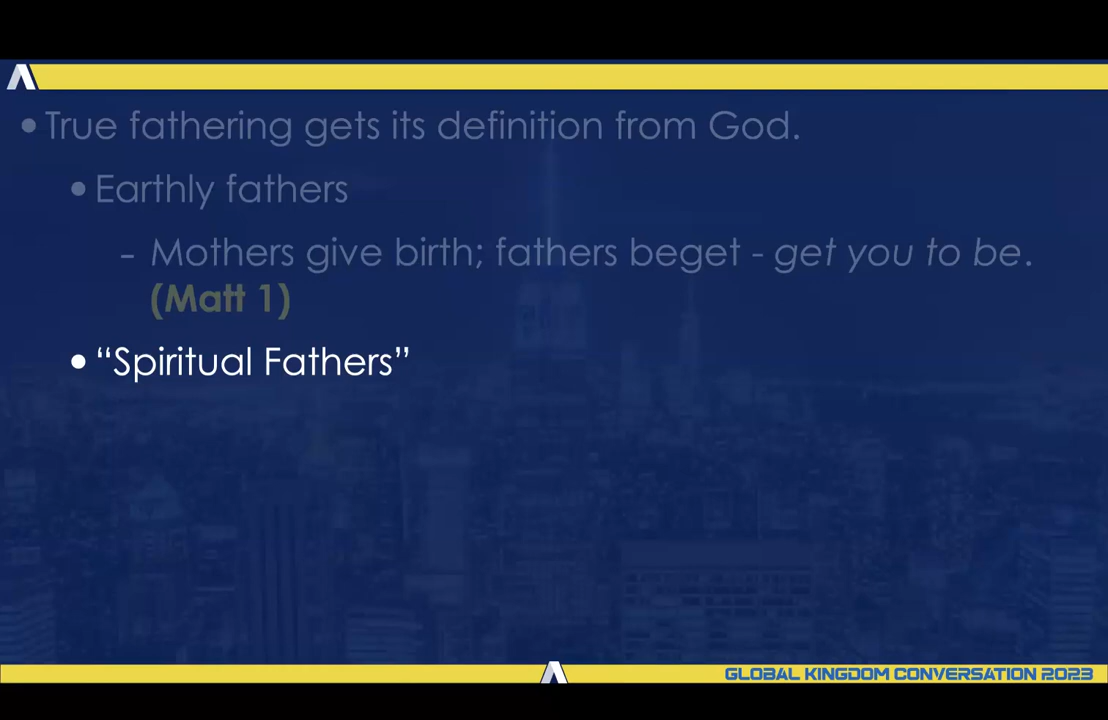 • True fathering gets its definition from God.
• Earthly fathers
- Mothers give birth; fathers beget - get you to be.
(Matt 1)
• “Spiritual Fathers”
GLOBAL KINGDOM CONVERSATION 2023